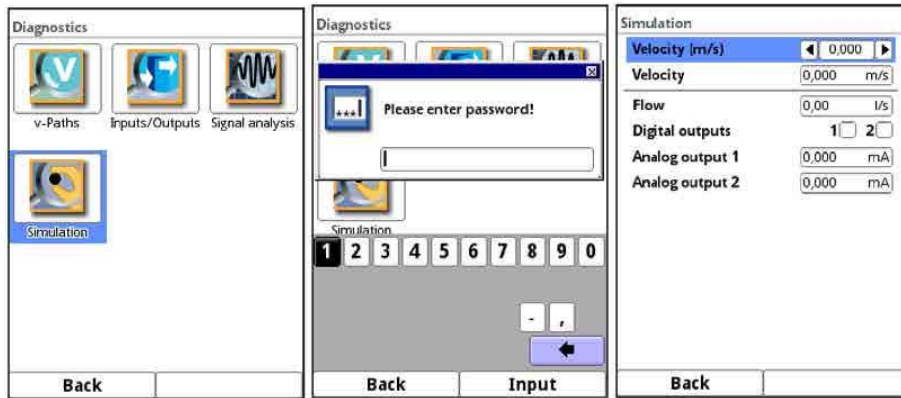 Diagnostics
v-Paths Inputs/Outputs Signal analysis
Simulation
Back
Diagnostics
Please enter password!
Simulation
1 2 3 4 5 6 7 8 9 0
- ,
Back Input
Simulation
Velocity (m/s) 0,000
Velocity 0,000 m/s
Flow 0,00 l/s
Digital outputs 1 2
Analog output 1 0,000 mA
Analog output 2 0,000 mA
Back